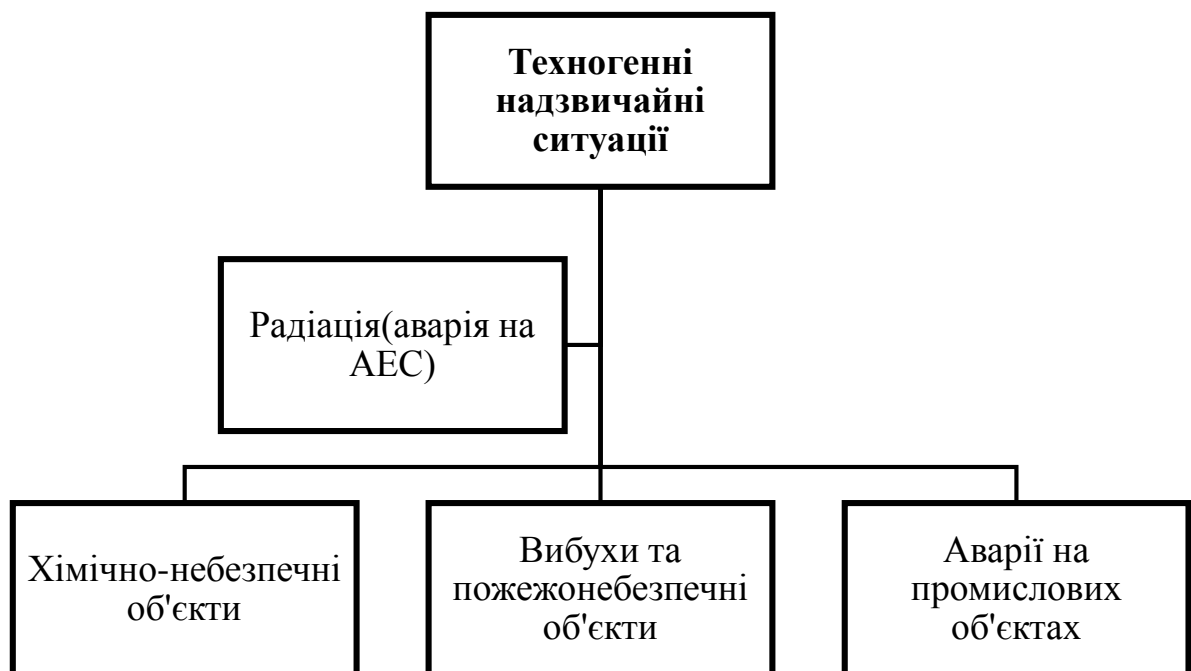 Техногенні
надзвичайні
ситуації
Радіація(аварія на
АЕС)
Хімічно-небезпечні
об'єкти
Вибухи та
пожежонебезпечні
об'єкти
Аварії на
промислових
об'єктах